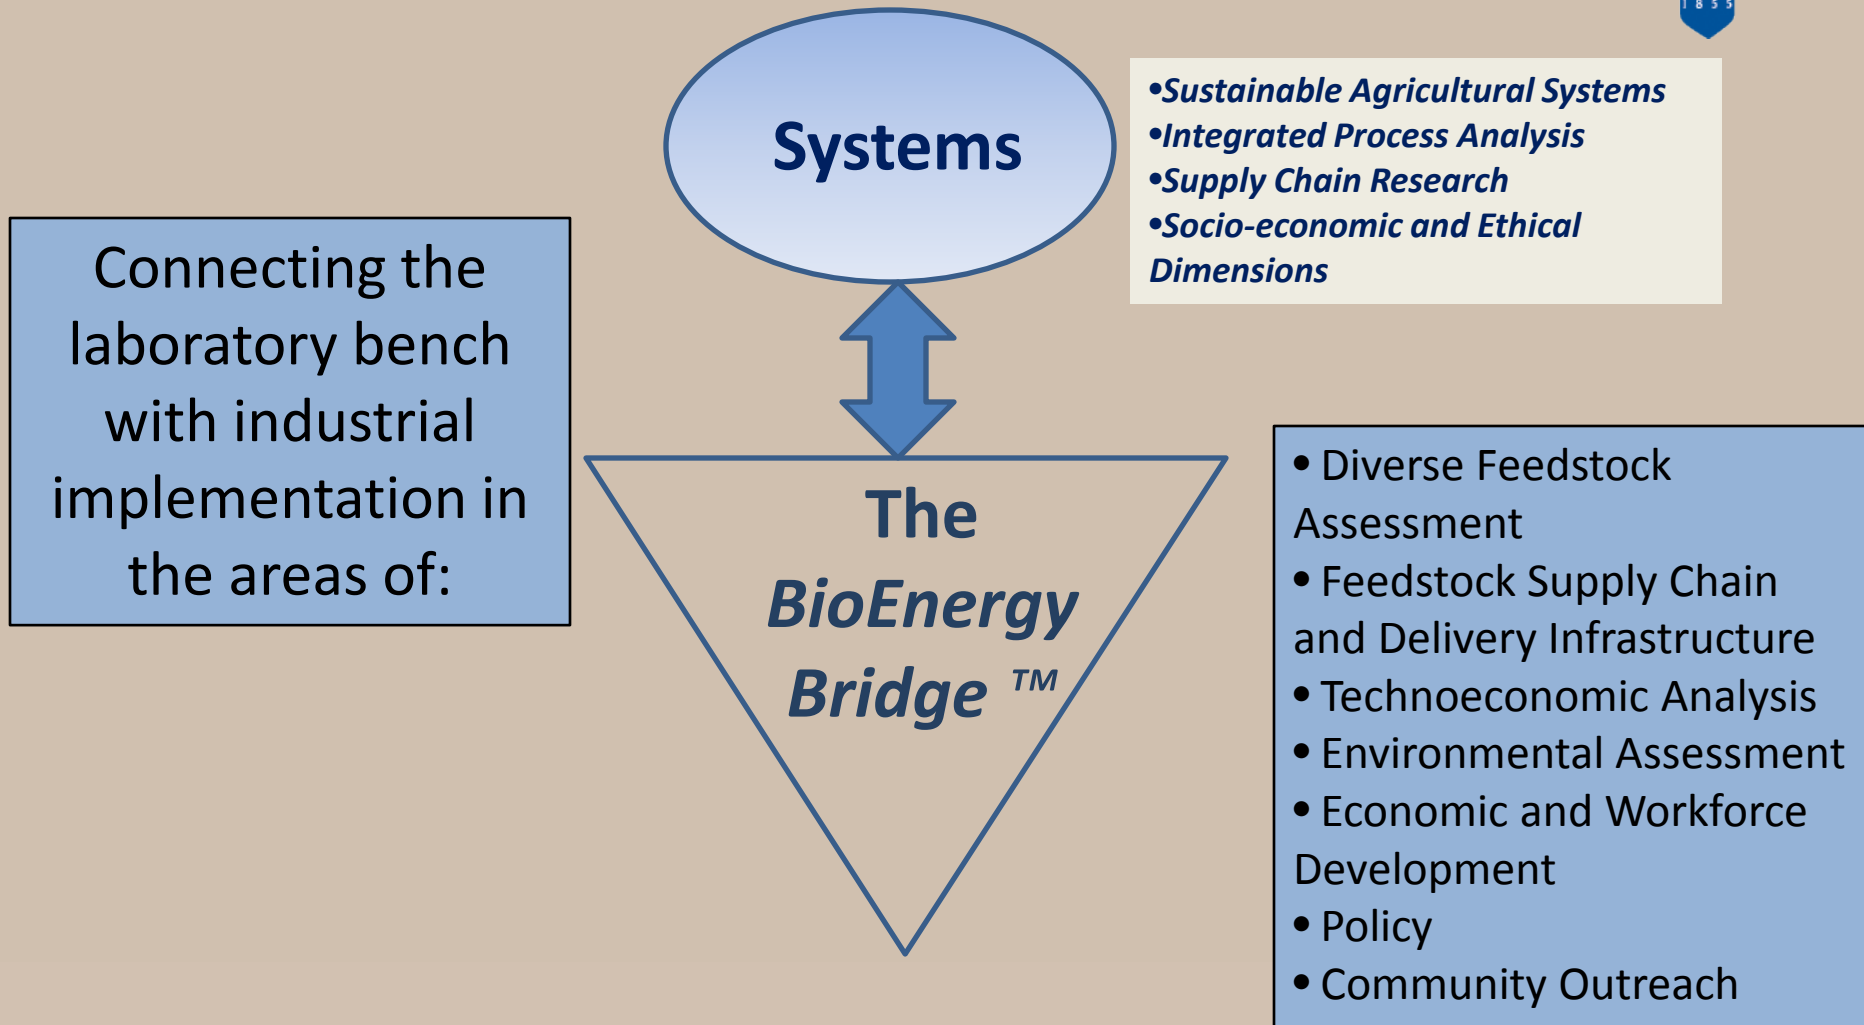 1855
Systems
•Sustainable Agricultural Systems
•Integrated Process Analysis
•Supply Chain Research
•Socio-economic and Ethical
Dimensions
Connecting the
laboratory bench
with industrial
implementation in
the areas of:
The
BioEnergy
Bridge ™
• Diverse Feedstock
Assessment
• Feedstock Supply Chain
and Delivery Infrastructure
• Technoeconomic Analysis
• Environmental Assessment
• Economic and Workforce
Development
• Policy
• Community Outreach